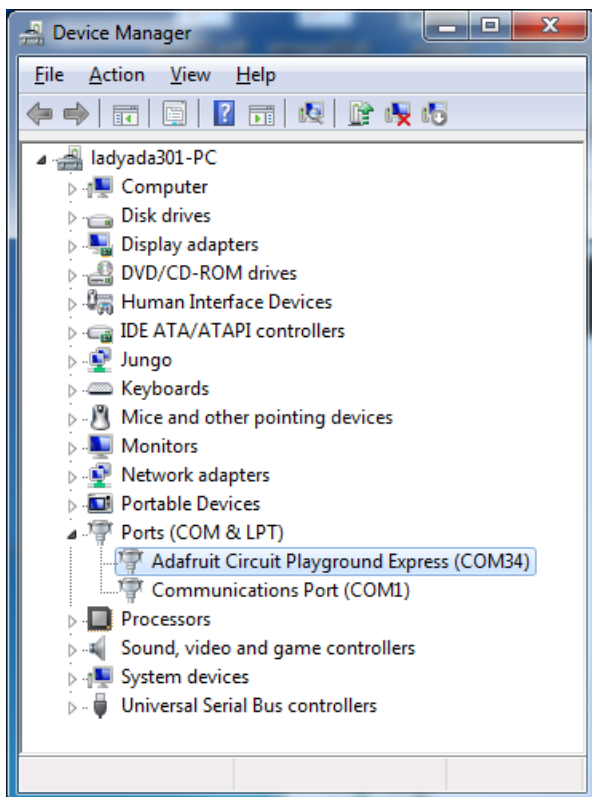 Device Manager
File Action View Help
ladyada301-PC
Computer
Disk drives
Display adapters
DVD/CD-ROM drives
Human Interface Devices
IDE ATA/ATAPI controllers
Jungo
Keyboards
Mice and other pointing devices
Monitors
Network adapters
Portable Devices
Ports (COM & LPT)
Adafruit Circuit Playground Express (COM34)
Communications Port (COM1)
Processors
Sound, video and game controllers
System devices
Universal Serial Bus controllers